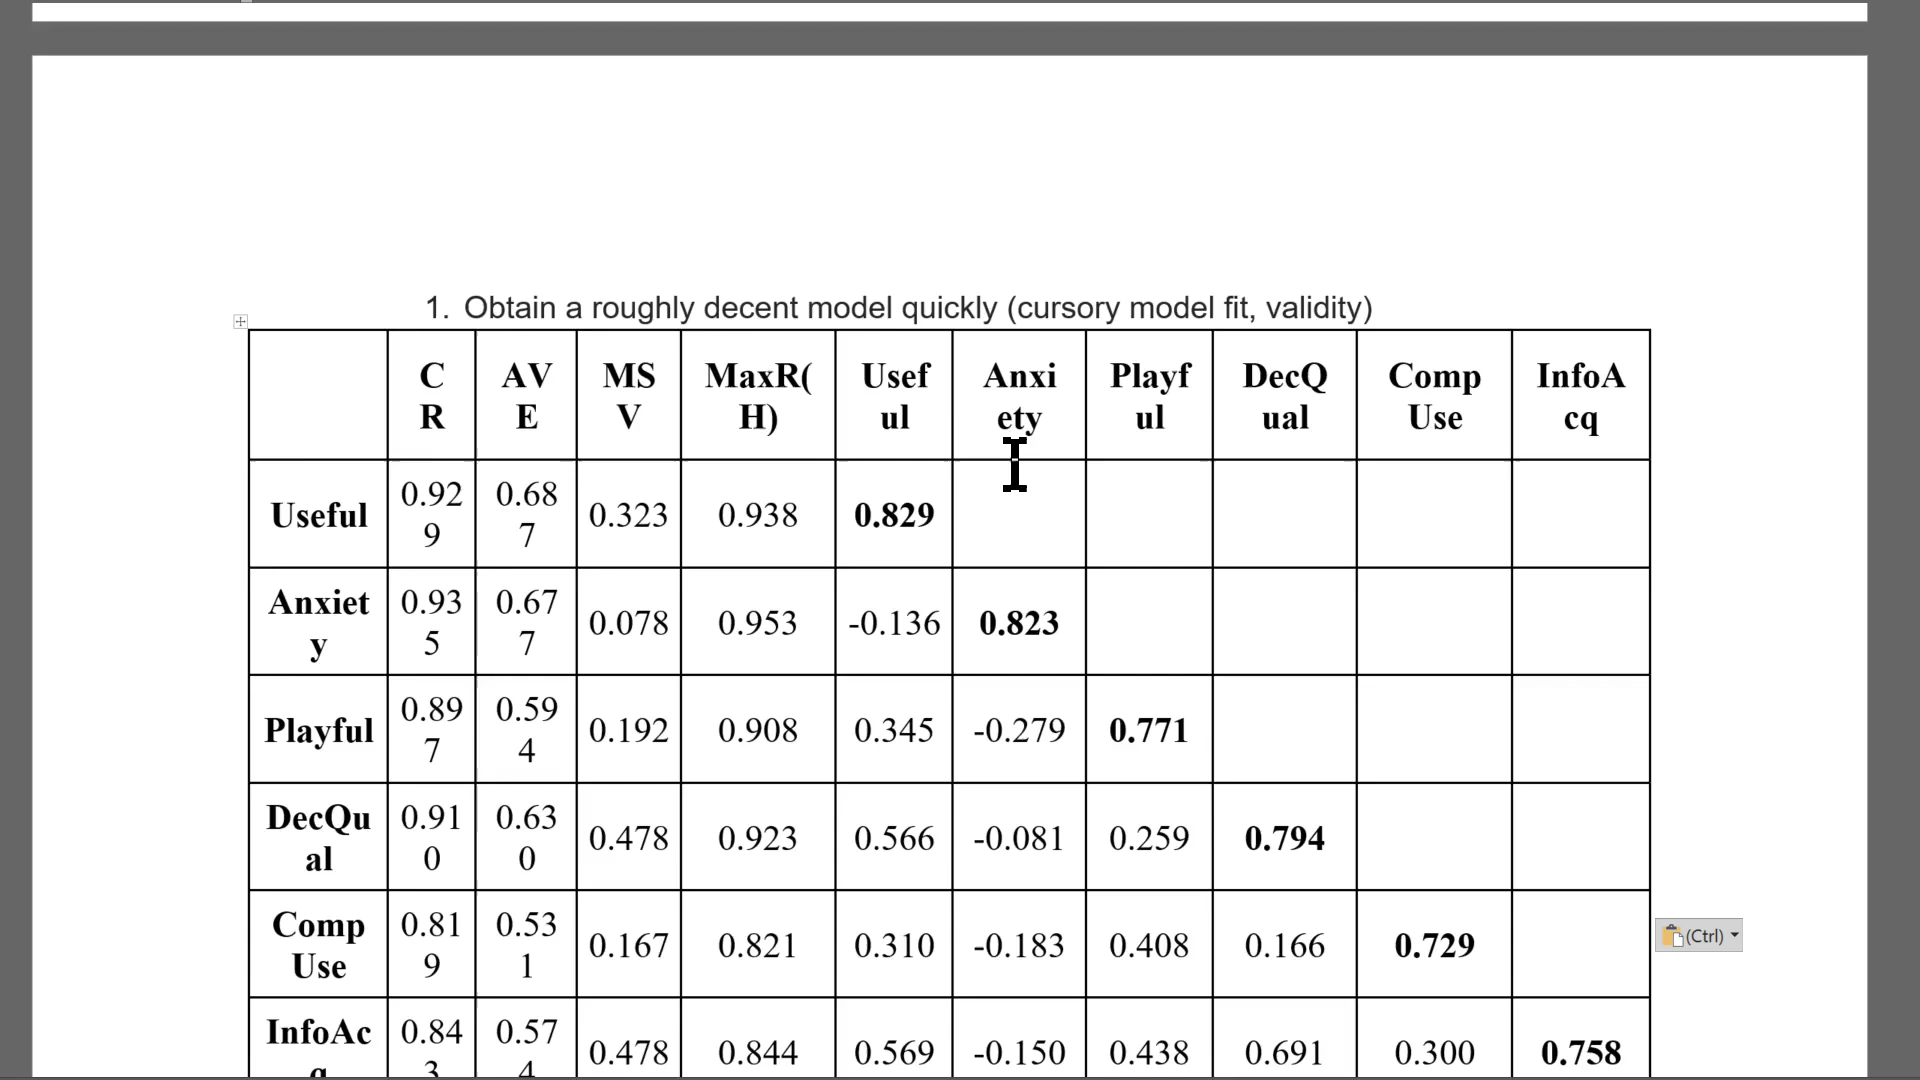 1. Obtain a roughly decent model quickly (cursory model fit, validity)
CR AVE MSV MaxR(H) Useful Anxiety Playful DecQual CompUse InfoAcq
Useful 0.929 0.687 0.323 0.938 0.829
Anxiety 0.935 0.677 0.078 0.953 -0.136 0.823
Playful 0.897 0.594 0.192 0.908 0.345 -0.279 0.771
DecQual 0.910 0.630 0.478 0.923 0.566 -0.081 0.259 0.794
CompUse 0.819 0.531 0.167 0.821 0.310 -0.183 0.408 0.166 0.729
(Ctrl)
InfoAcq 0.843 0.574 0.478 0.844 0.569 -0.150 0.438 0.691 0.300 0.758